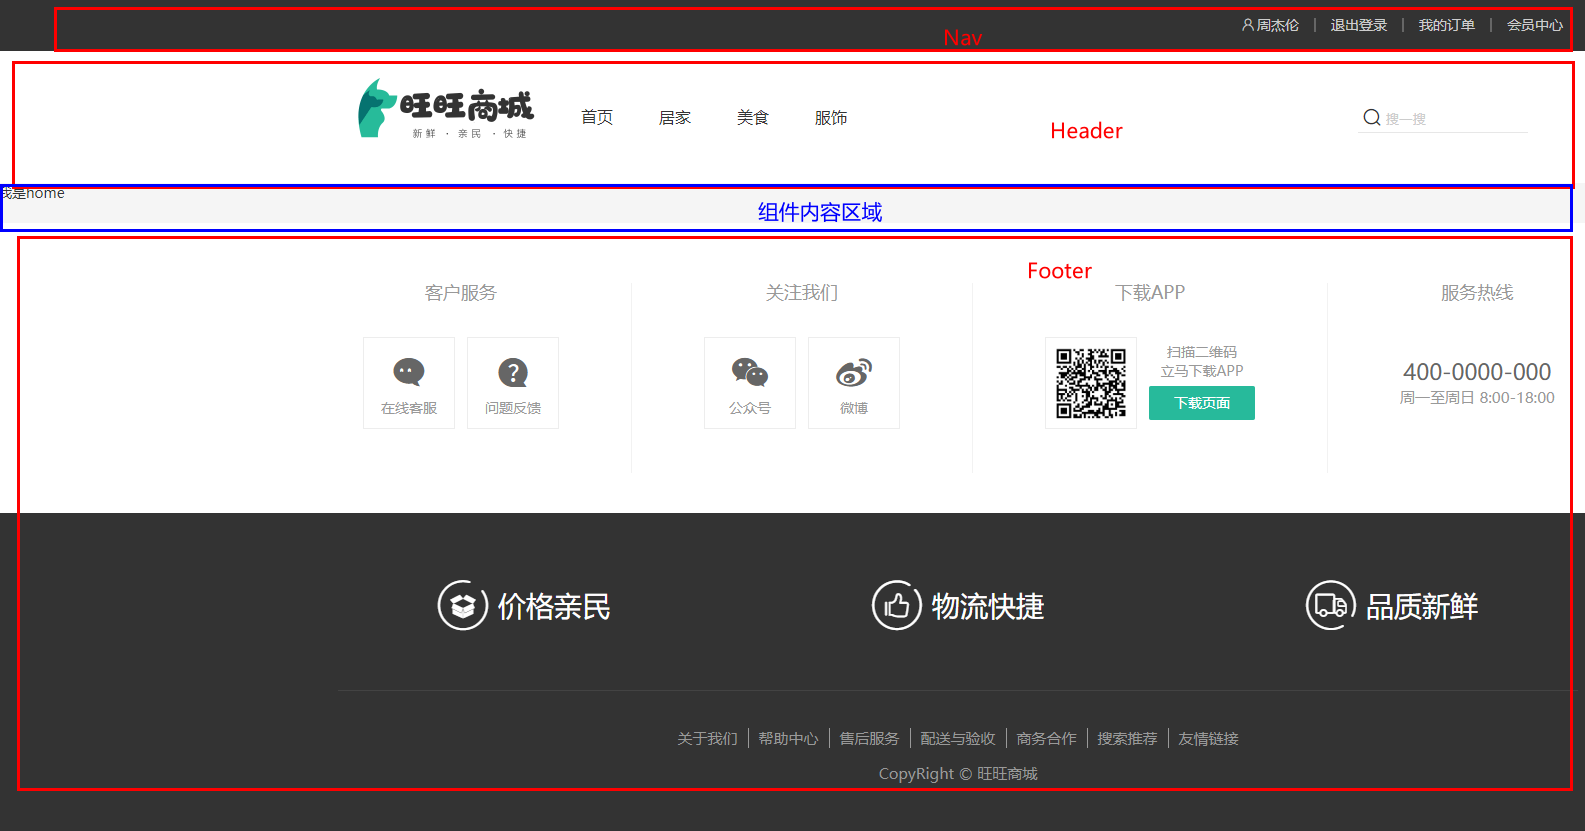 周杰伦 | 退出登录 | 我的订单 | 会员中心
Nav
旺旺商城
新鲜 · 亲民 · 快捷
首页 居家 美食 服饰
搜一搜
Header
我是home
组件内容区域
Footer
客户服务 关注我们 下载APP 服务热线
在线客服 问题反馈
公众号 微博
扫描二维码
立马下载APP
下载页面
400-0000-000
周一至周日 8:00-18:00
价格亲民 物流快捷 品质新鲜
关于我们 | 帮助中心 | 售后服务 | 配送与验收 | 商务合作 | 搜索推荐 | 友情链接
CopyRight © 旺旺商城